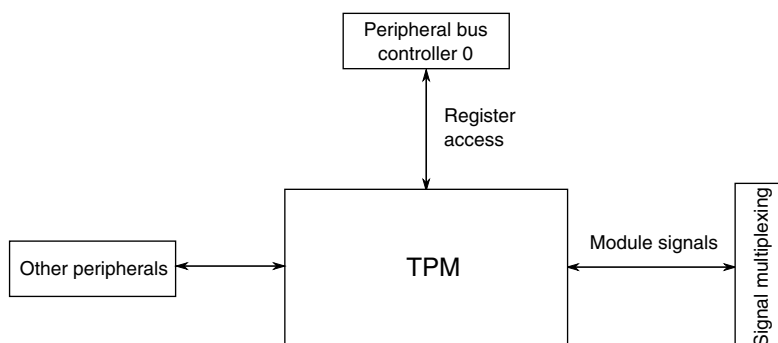 Peripheral bus
controller 0
Register
access
Other peripherals
TPM
Module signals
Signal multiplexing